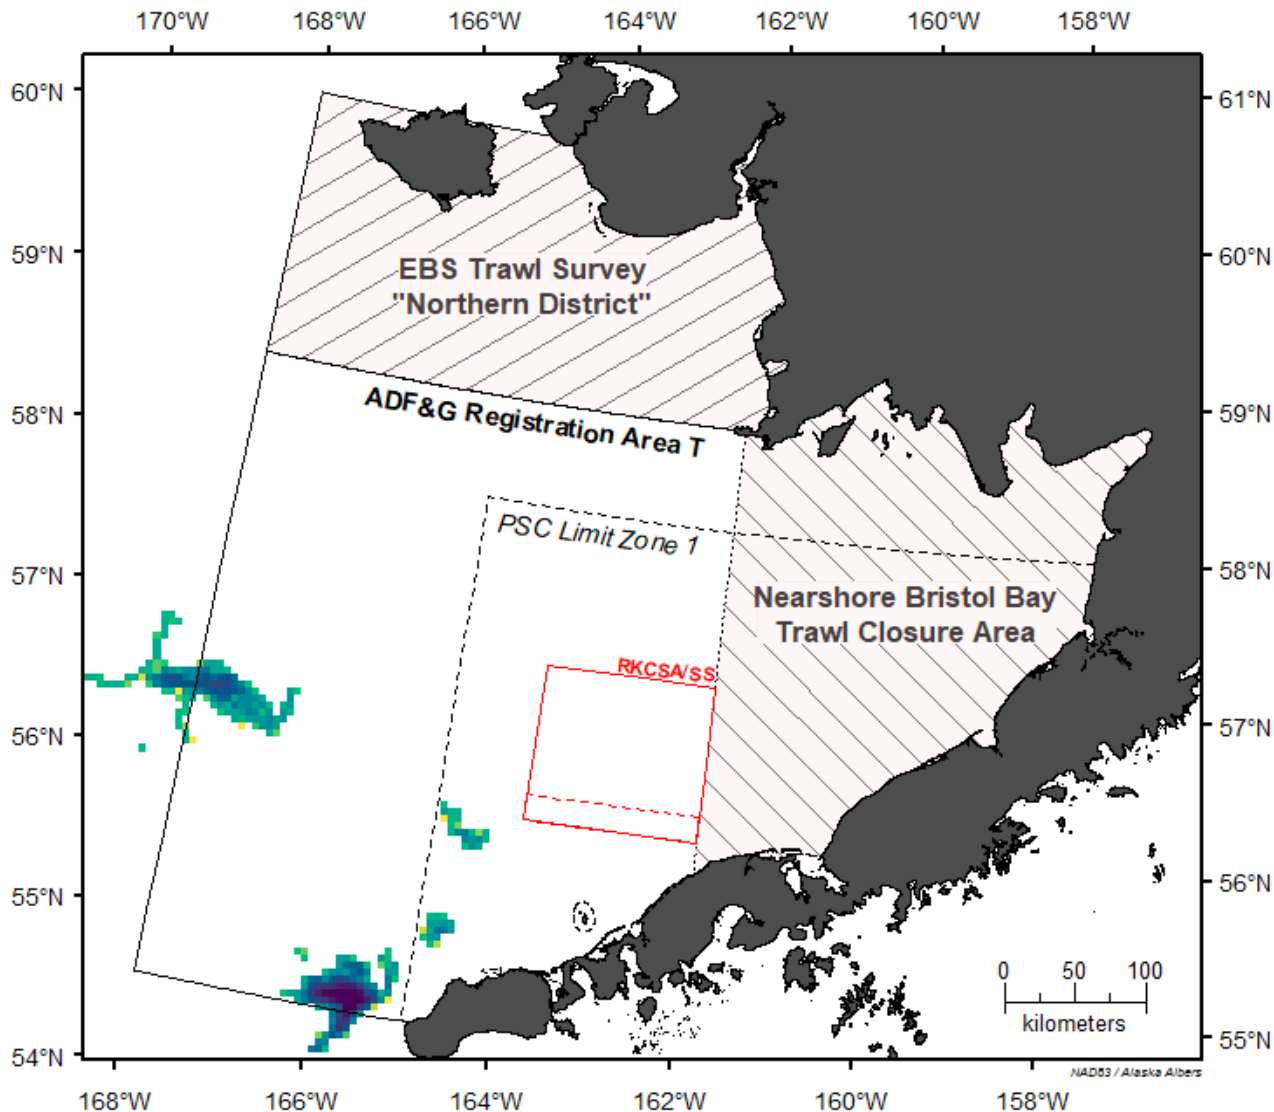 170°W 168°W 166°W 164°W 162°W 160°W 158°W
60°N
61°N
59°N
60°N
EBS Trawl Survey
"Northern District"
58°N
59°N
ADF&G Registration Area T
PSC Limit Zone 1
57°N
58°N
Nearshore Bristol Bay
Trawl Closure Area
RKCSA/SS
56°N
57°N
55°N
56°N
0 50 100
kilometers
54°N
55°N
NAD83 / Alaska Albers
168°W 166°W 164°W 162°W 160°W 158°W